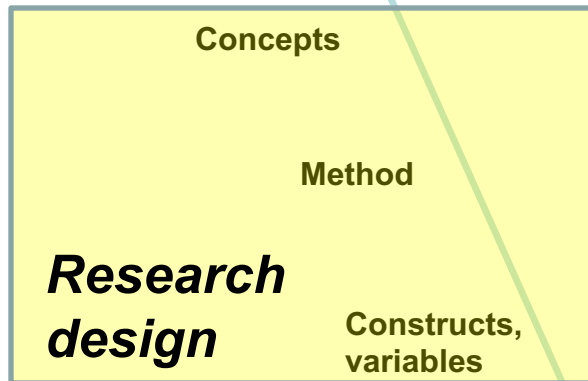 Concepts
Method
Research
design
Constructs,
variables